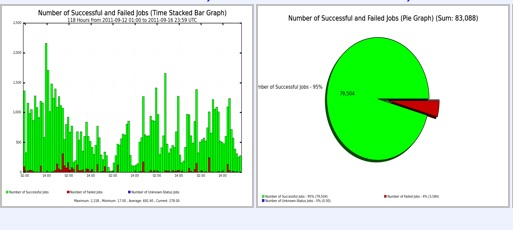 Number of Successful and Failed Jobs (Time Stacked Bar Graph)
118 Hours from 2011-09-12 01:00 to 2011-09-16 23:59 UTC
2,500
2,000
1,500
1,000
500
0
Number of Successful Jobs
Number of Failed Jobs
Number of Unknown-Status Jobs
Number of Successful and Failed Jobs (Pie Graph) (Sum: 83,088)
mber of Successful Jobs - 95%
79,504
Number of Successful Jobs - 95% (79,504)
Number of Failed Jobs - 4% (3,584)
Number of Unknown-Status Jobs - 0% (0.00)